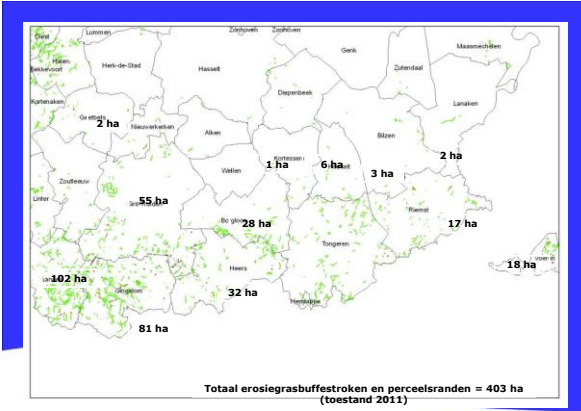 Lummen
Zonhoven
Zonhoven
Diest
Genk
Maasmechelen
Halen
Bekkevoort
Herk-de-Stad
Hasselt
Zutendaal
Diepenbeek
Kortenaken
Lanaken
Geetbets
2 ha
Nieuwerkerken
Alken
Bilzen
Kortessem
2 ha
1 ha
6 ha
Wellen
3 ha
Zoutleeuw
Linter
55 ha
Riemst
28 ha
17 ha
Tongeren
voeren
18 ha
Heers
102 ha
Gingelom
32 ha
Herstappe
81 ha
Totaal erosiegrasbuffestroken en perceelsranden = 403 ha
(toestand 2011)